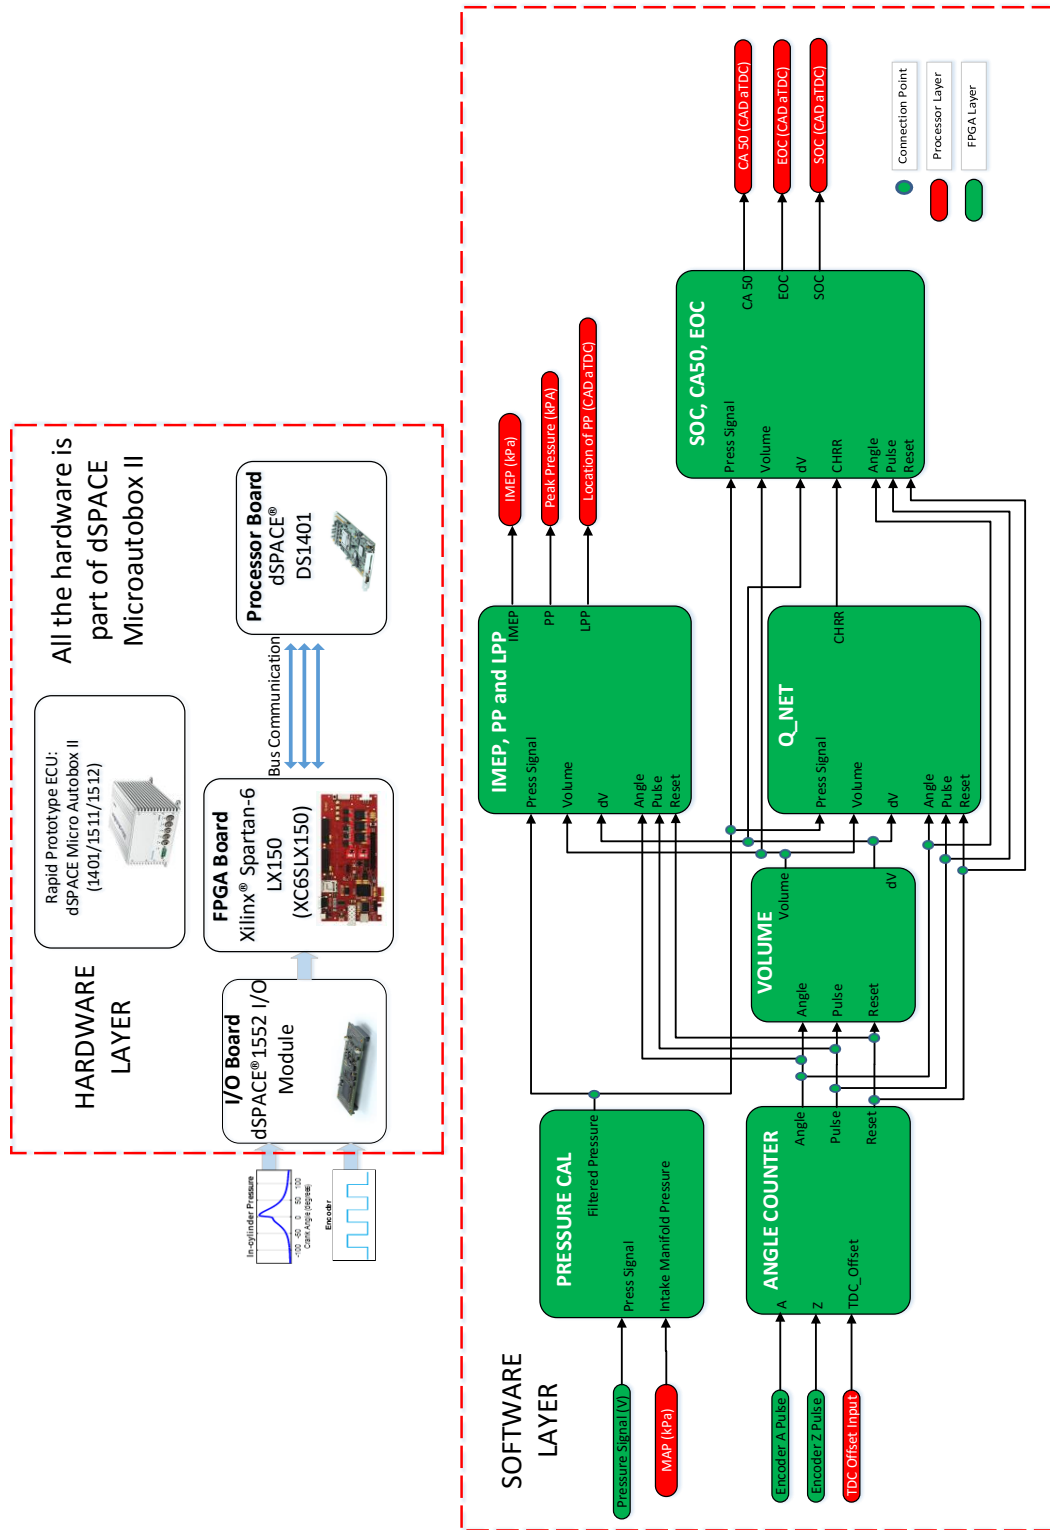 HARDWARE
LAYER
Rapid Prototype ECU:
dSPACE Micro Autobox II
(1401/1511/1512)
All the hardware is
part of dSPACE
Microautobox II
In-cylinder Pressure
-100 -50 0 50 100
Crank Angle (degrees)
Encoder
I/O Board
dSPACE®1552 I/O
Module
FPGA Board
Xilinx® Spartan-6
LX150
(XC6SLX150)
Bus Communication
Processor Board
dSPACE®
DS1401
SOFTWARE
LAYER
Pressure Signal (V)
MAP (kPa)
Encoder A Pulse
Encoder Z Pulse
TDC Offset Input
PRESSURE CAL
Press Signal
Intake Manifold Pressure
Filtered Pressure
ANGLE COUNTER
A
Z
TDC_Offset
Angle
Pulse
Reset
VOLUME
Angle
Pulse
Reset
Volume
dV
IMEP, PP and LPP
Press Signal
Volume
dV
Angle
Pulse
Reset
IMEP
PP
LPP
IMEP (kPa)
Peak Pressure (kPA)
Location of PP (CAD aTDC)
Q_NET
Press Signal
Volume
dV
Angle
Pulse
Reset
CHRR
SOC, CA50, EOC
Press Signal
Volume
dV
CHRR
Angle
Pulse
Reset
CA 50
EOC
SOC
CA 50 (CAD aTDC)
EOC (CAD aTDC)
SOC (CAD aTDC)
Connection Point
Processor Layer
FPGA Layer